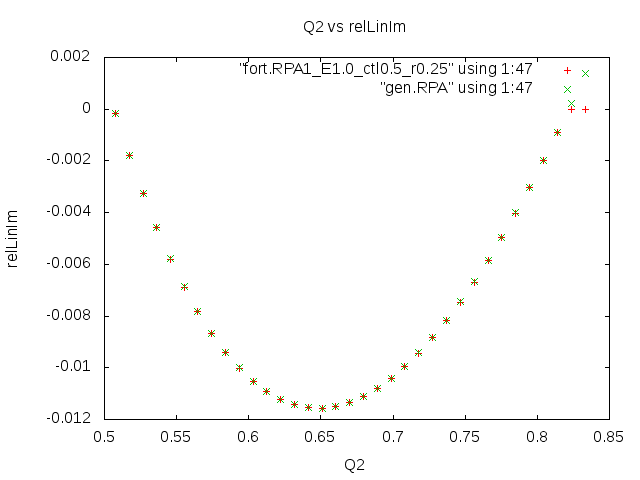 Q2 vs relLinIm
"fort.RPA1_E1.0_ctl0.5_r0.25" using 1:47
"gen.RPA" using 1:47
0.002
0
-0.002
-0.004
-0.006
-0.008
-0.01
-0.012
relLinIm
0.5 0.55 0.6 0.65 0.7 0.75 0.8 0.85
Q2